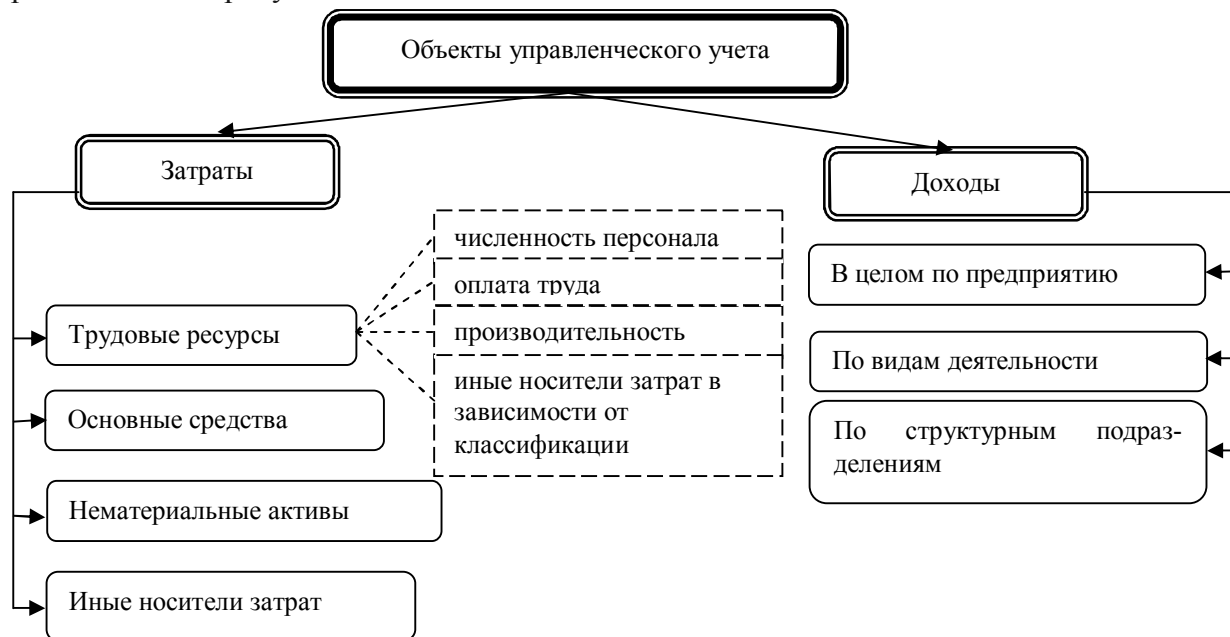 Объекты управленческого учета
Затраты
Доходы
численность персонала
оплата труда
производительность
иные носители затрат в
зависимости от
классификации
Трудовые ресурсы
Основные средства
Нематериальные активы
Иные носители затрат
В целом по предприятию
По видам деятельности
По структурным подраз-
делениям